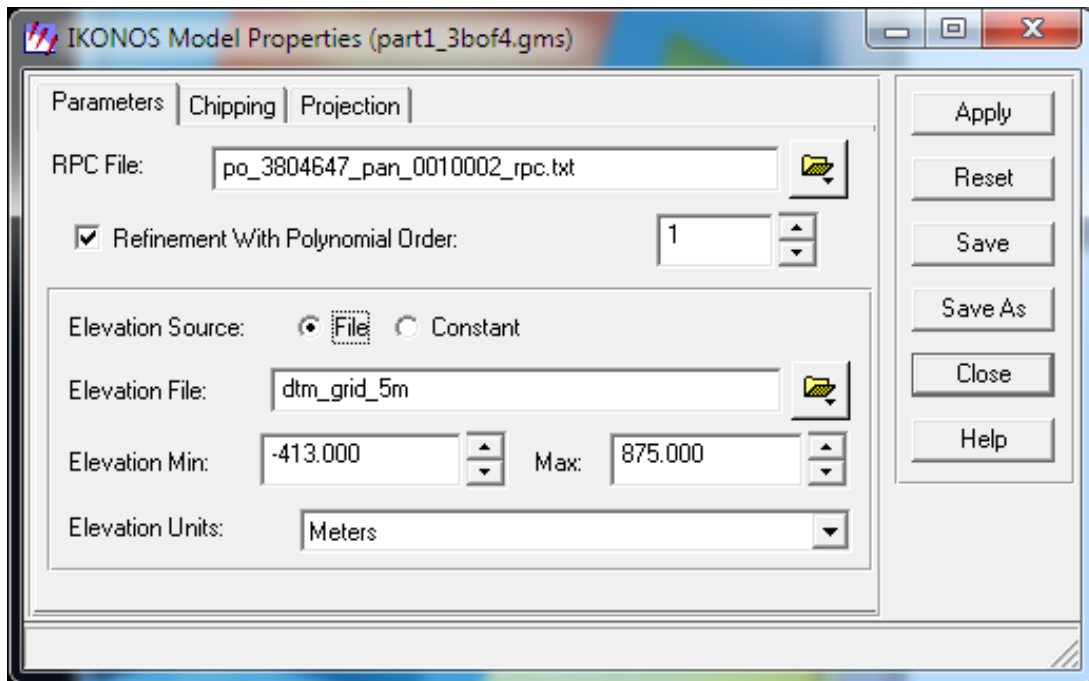 IKONOS Model Properties (part1_3bof4.gms)
Parameters Chipping Projection
RPC File: po_3804647_pan_0010002_rpc.txt
Refinement With Polynomial Order: 1
Elevation Source: File Constant
Elevation File: dtm_grid_5m
Elevation Min: -413.000 Max: 875.000
Elevation Units: Meters
Apply
Reset
Save
Save As
Close
Help